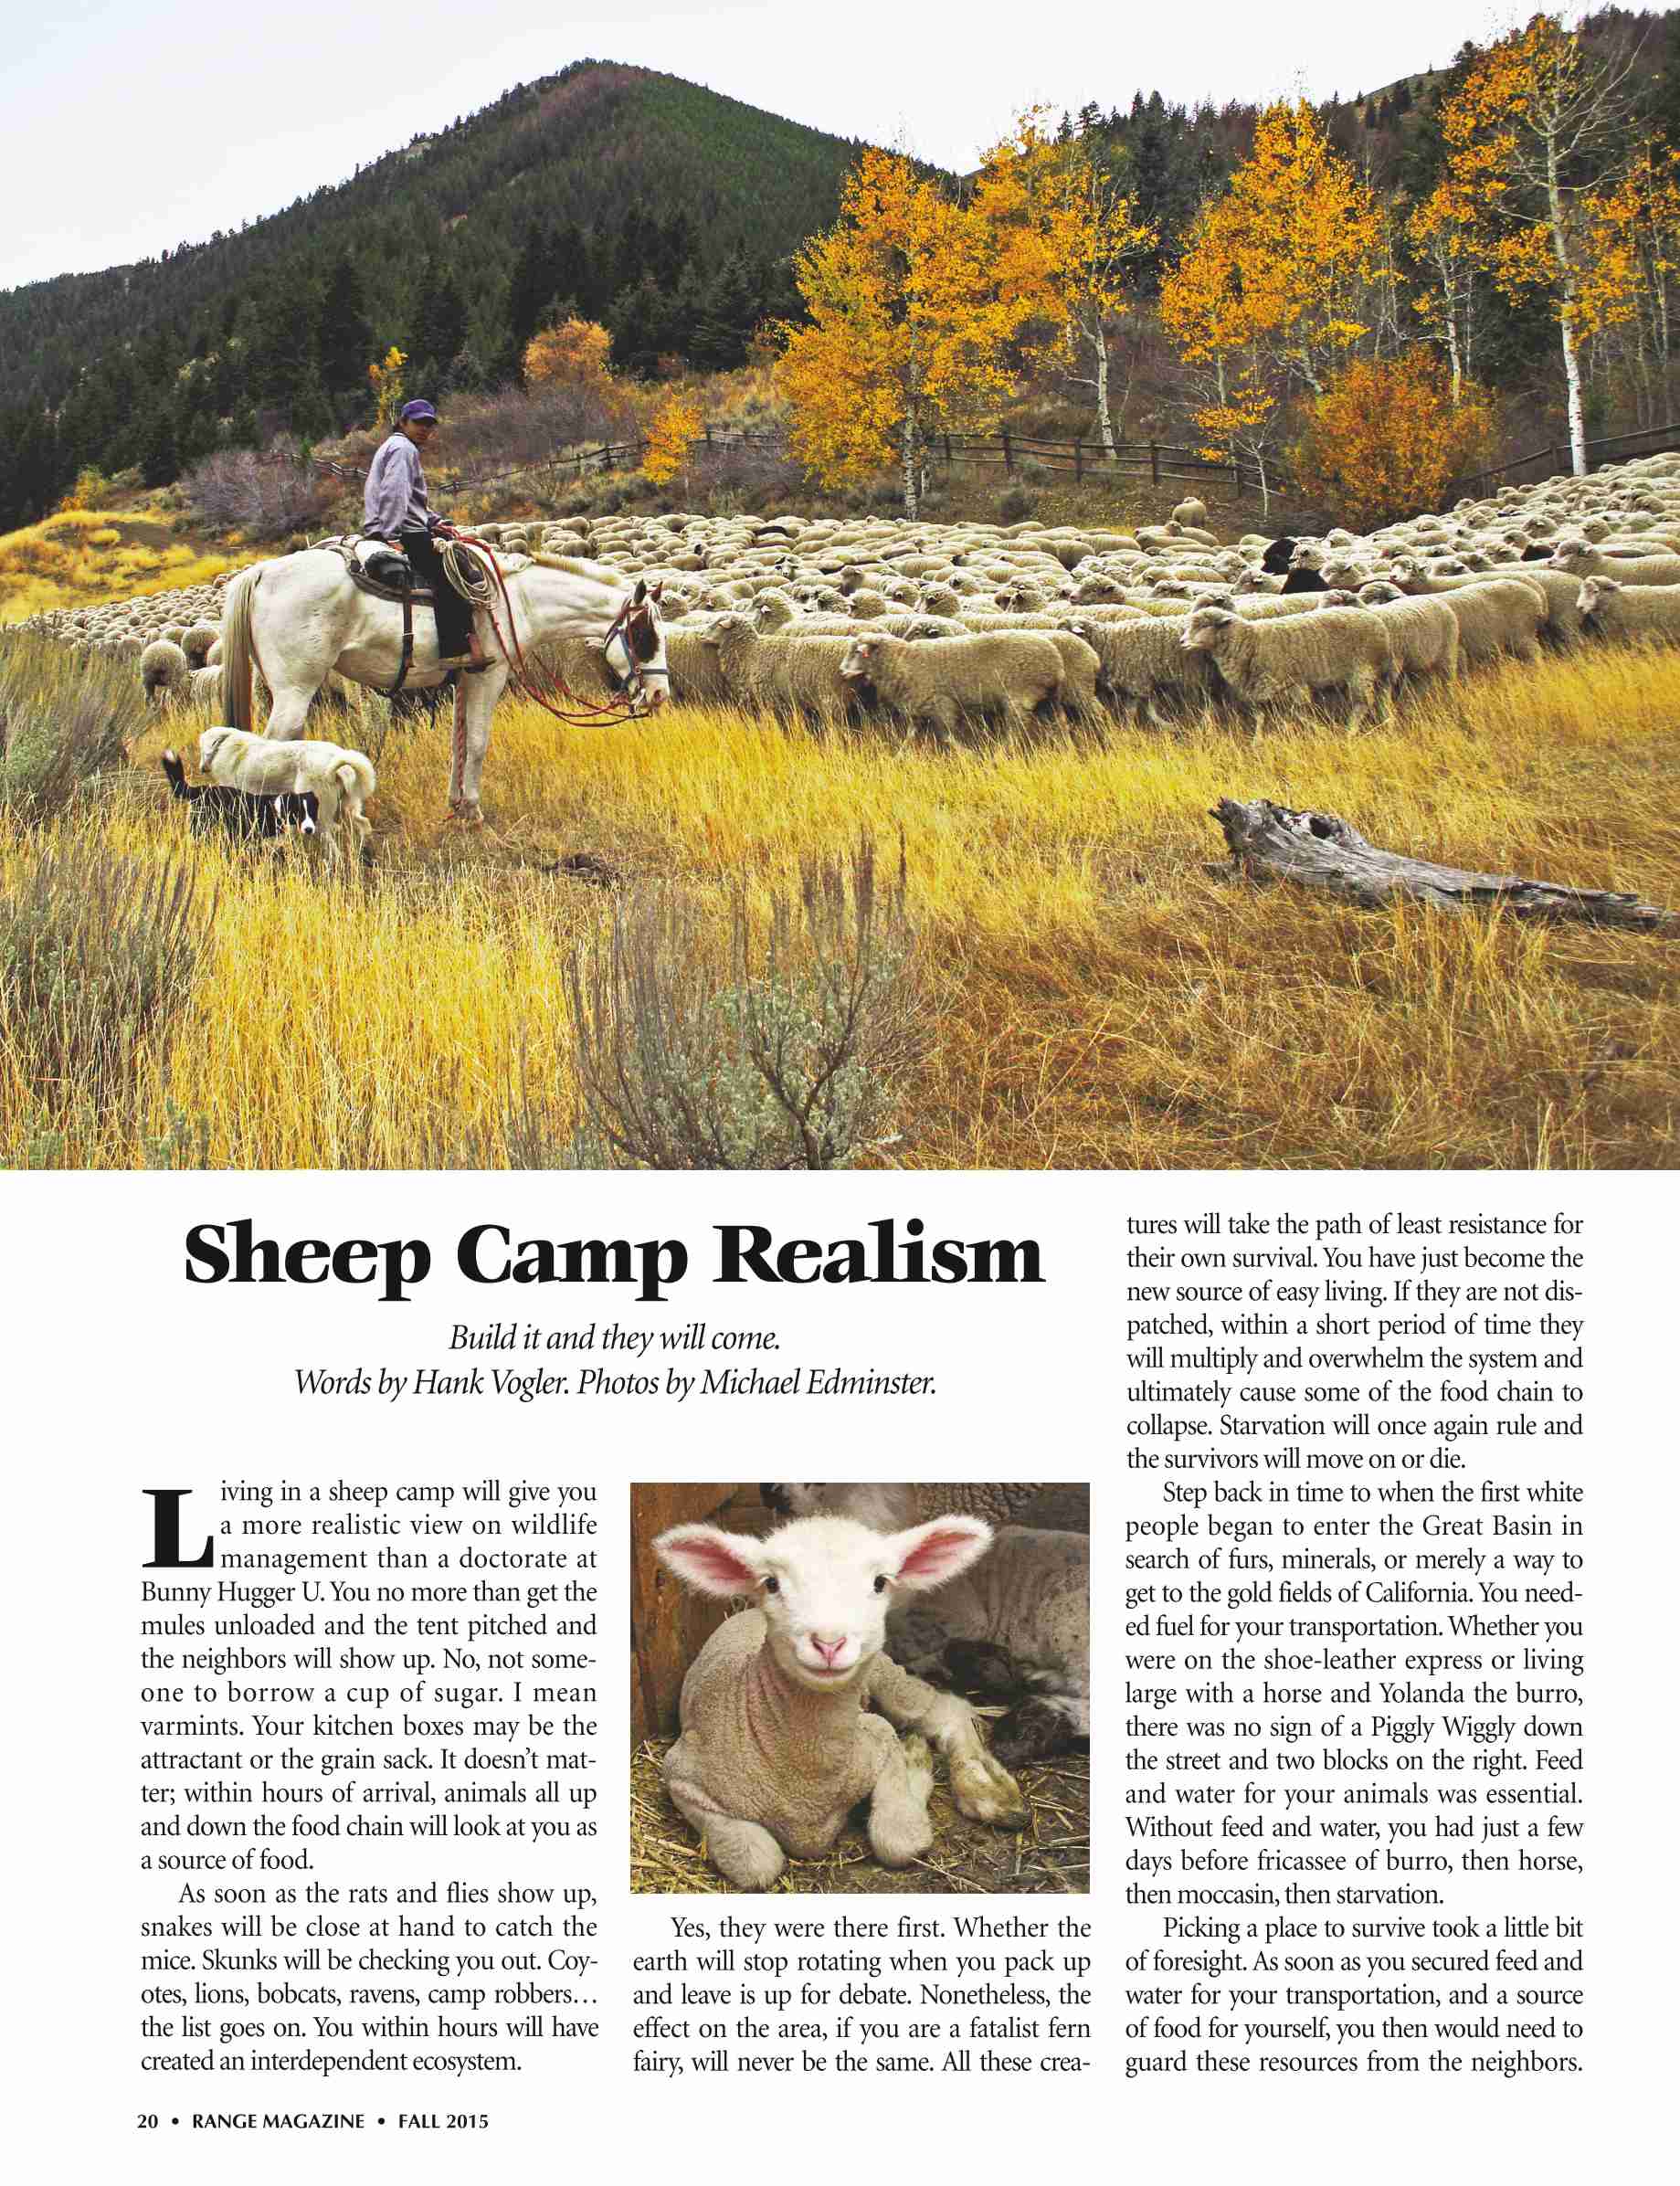 Sheep Camp Realism
Build it and they will come.
Words by Hank Vogler. Photos by Michael Edminster.
Living in a sheep camp will give you
a more realistic view on wildlife
management than a doctorate at
Bunny Hugger U. You no more than get the
mules unloaded and the tent pitched and
the neighbors will show up. No, not some-
one to borrow a cup of sugar. I mean
varmints. Your kitchen boxes may be the
attractant or the grain sack. It doesn’t mat-
ter; within hours of arrival, animals all up
and down the food chain will look at you as
a source of food.
As soon as the rats and flies show up,
snakes will be close at hand to catch the
mice. Skunks will be checking you out. Coy-
otes, lions, bobcats, ravens, camp robbers…
the list goes on. You within hours will have
created an interdependent ecosystem.
Yes, they were there first. Whether the
earth will stop rotating when you pack up
and leave is up for debate. Nonetheless, the
effect on the area, if you are a fatalist fern
fairy, will never be the same. All these crea-
tures will take the path of least resistance for
their own survival. You have just become the
new source of easy living. If they are not dis-
patched, within a short period of time they
will multiply and overwhelm the system and
ultimately cause some of the food chain to
collapse. Starvation will once again rule and
the survivors will move on or die.
Step back in time to when the first white
people began to enter the Great Basin in
search of furs, minerals, or merely a way to
get to the gold fields of California. You need-
ed fuel for your transportation. Whether you
were on the shoe-leather express or living
large with a horse and Yolanda the burro,
there was no sign of a Piggly Wiggly down
the street and two blocks on the right. Feed
and water for your animals was essential.
Without feed and water, you had just a few
days before fricassee of burro, then horse,
then moccasin, then starvation.
Picking a place to survive took a little bit
of foresight. As soon as you secured feed and
water for your transportation, and a source
of food for yourself, you then would need to
guard these resources from the neighbors.
20 • RANGE MAGAZINE • FALL 2015